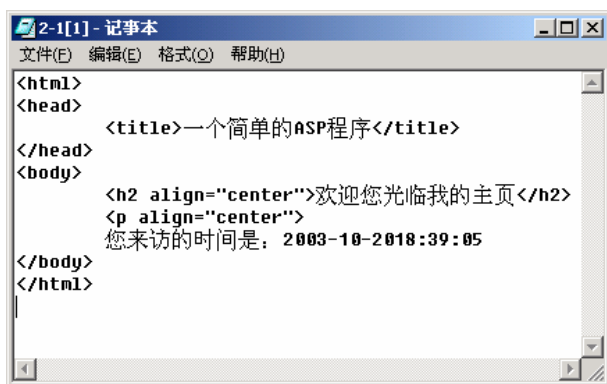 2-1[1] - 记事本
文件(F) 编辑(E) 格式(O) 帮助(H)
<html>
<head>
<title>一个简单的ASP程序</title>
</head>
<body>
<h2 align="center">欢迎您光临我的主页</h2>
<p align="center">
您来访的时间是：2003-10-2018:39:05
</body>
</html>